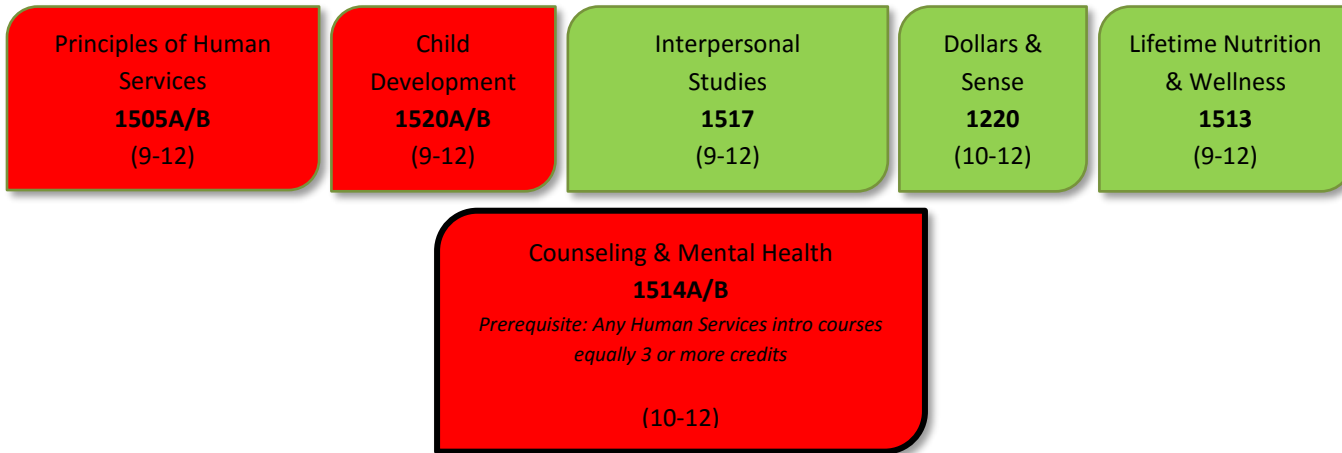 Principles of Human
Services
1505A/B
(9-12)
Child
Development
1520A/B
(9-12)
Interpersonal
Studies
1517
(9-12)
Dollars &
Sense
1220
(10-12)
Lifetime Nutrition
& Wellness
1513
(9-12)
Counseling & Mental Health
1514A/B
Prerequisite: Any Human Services intro courses
equally 3 or more credits
(10-12)